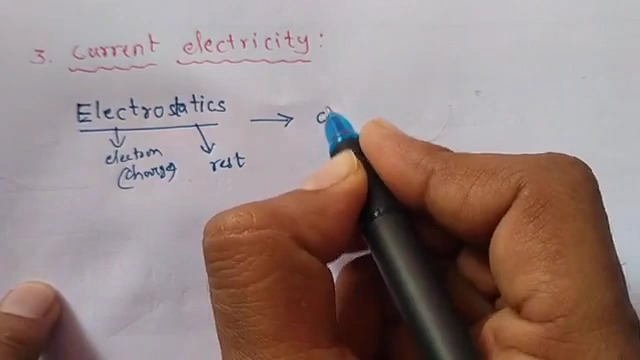 3. Current electricity:
Electrostatics → c
electron rest
(charge)